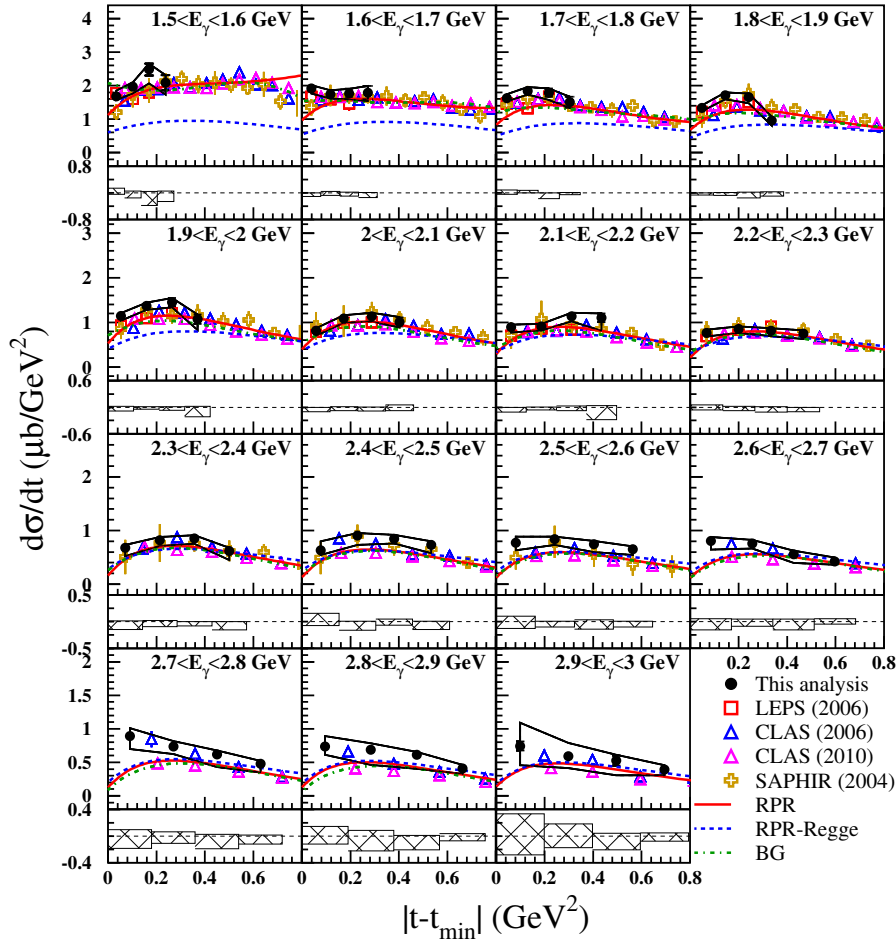 1.5<Eγ<1.6 GeV 1.6<Eγ<1.7 GeV 1.7<Eγ<1.8 GeV 1.8<Eγ<1.9 GeV
4
3
2
1
0
0.8
-0.8
1.9<Eγ<2 GeV 2<Eγ<2.1 GeV 2.1<Eγ<2.2 GeV 2.2<Eγ<2.3 GeV
3
2
1
0
0.6
-0.6
2.3<Eγ<2.4 GeV 2.4<Eγ<2.5 GeV 2.5<Eγ<2.6 GeV 2.6<Eγ<2.7 GeV
2
1
0
0.5
-0.5
0.2 0.4 0.6 0.8
2.7<Eγ<2.8 GeV 2.8<Eγ<2.9 GeV 2.9<Eγ<3 GeV
2
1.5
1
0.5
0
0.4
-0.4
0 0.2 0.4 0.6 0 0.2 0.4 0.6 0 0.2 0.4 0.6 0.8
This analysis
LEPS (2006)
CLAS (2006)
CLAS (2010)
SAPHIR (2004)
RPR
RPR-Regge
BG
dσ/dt (μb/GeV²)
|t-tmin| (GeV²)